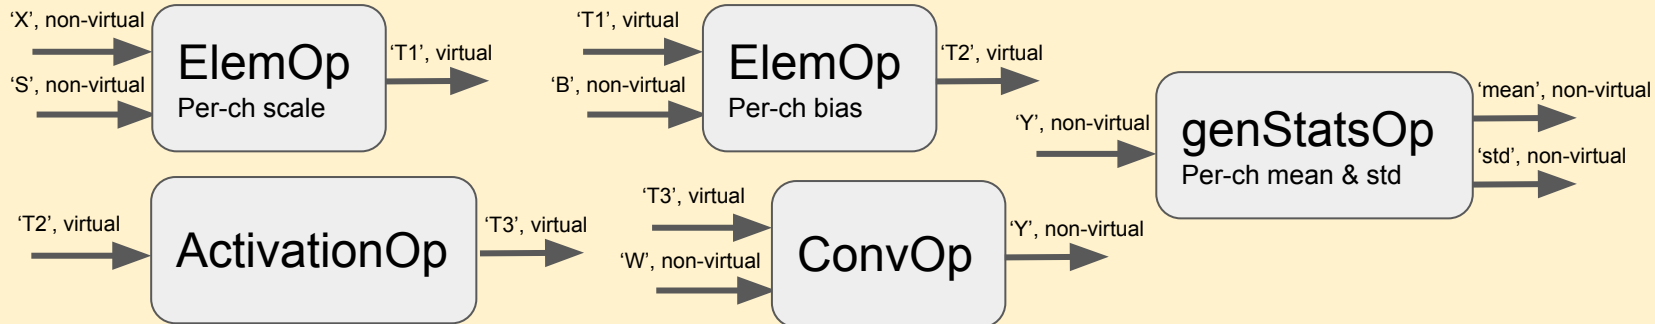 ‘X’, non-virtual
‘S’, non-virtual
ElemOp
Per-ch scale
‘T1’, virtual
‘T1’, virtual
‘B’, non-virtual
ElemOp
Per-ch bias
‘T2’, virtual
‘Y’, non-virtual
genStatsOp
Per-ch mean & std
‘mean’, non-virtual
‘std’, non-virtual
‘T2’, virtual
ActivationOp
‘T3’, virtual
‘T3’, virtual
‘W’, non-virtual
ConvOp
‘Y’, non-virtual